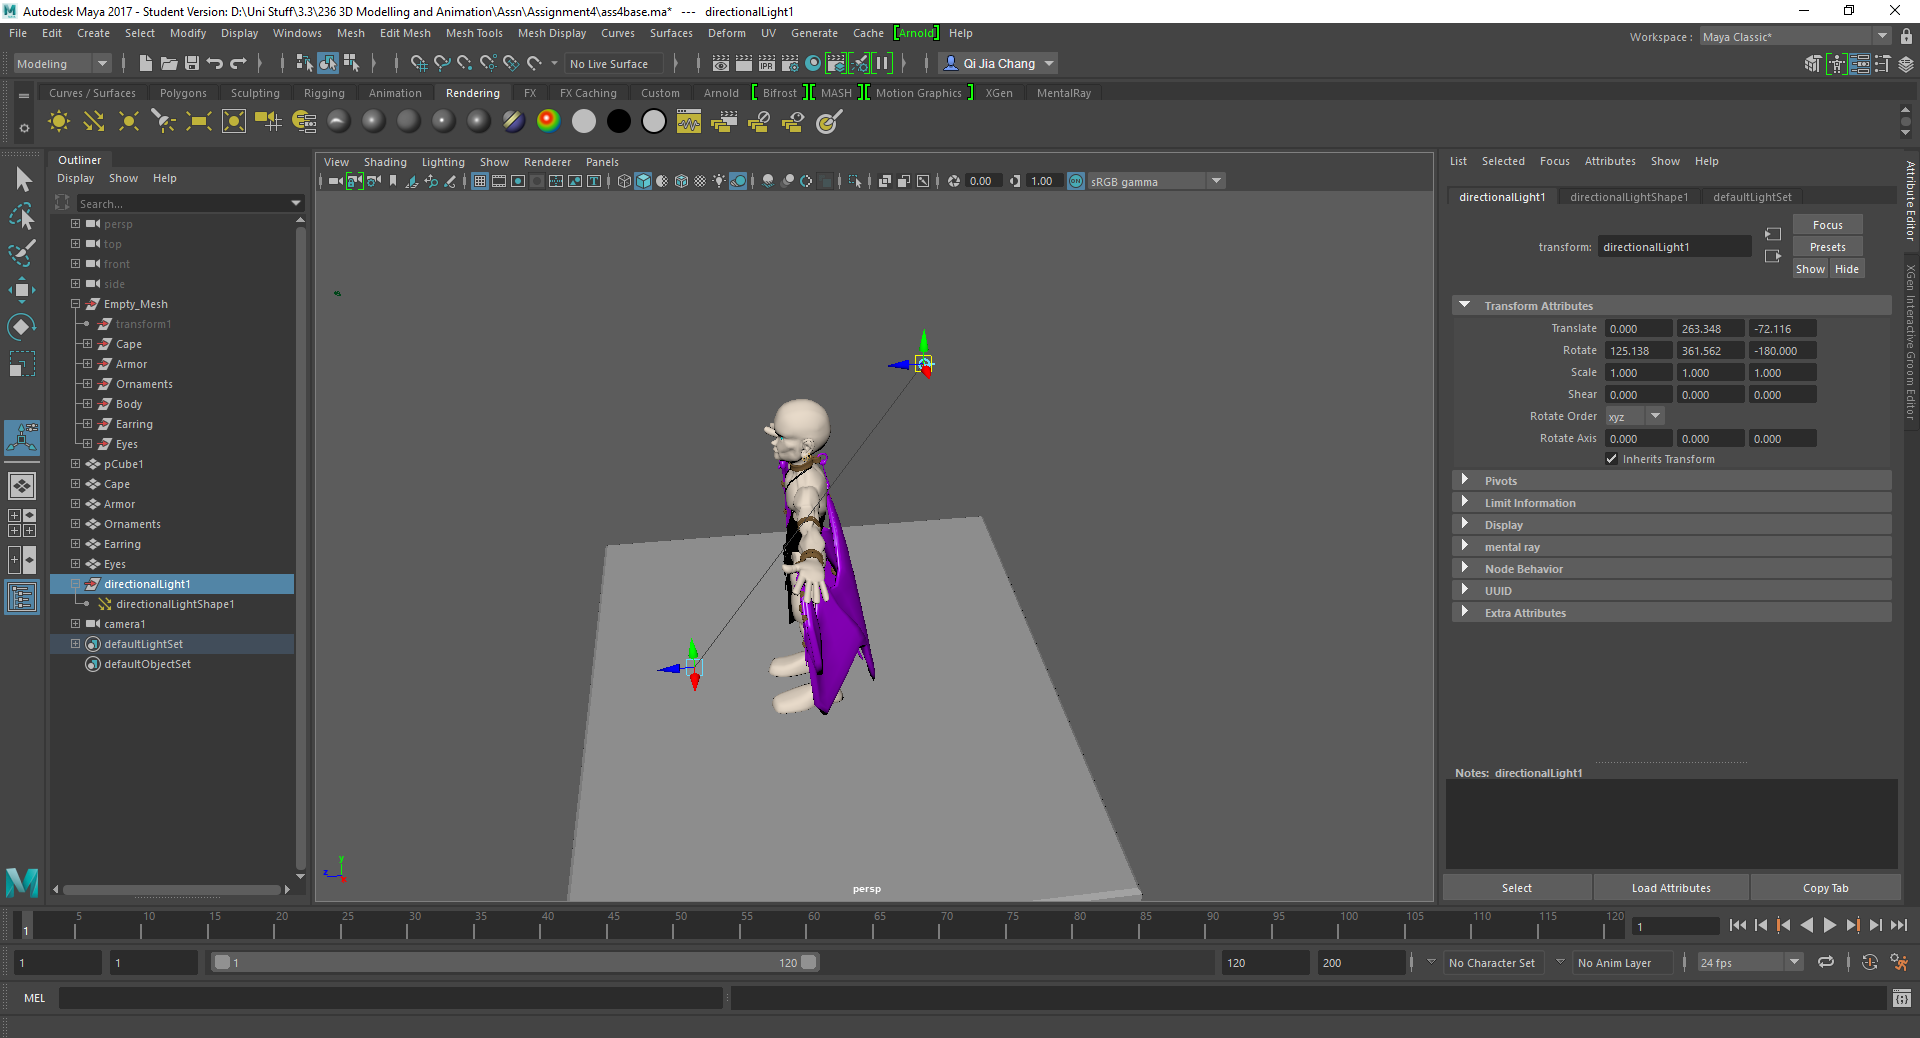 Autodesk Maya 2017 - Student Version: D:\Uni Stuff\3.3\236 3D Modelling and Animation\Assn\Assignment4\ass4base.ma* --- directionalLight1
File Edit Create Select Modify Display Windows Mesh Edit Mesh Mesh Tools Mesh Display Curves Surfaces Deform UV Generate Cache [Arnold] Help
Workspace : Maya Classic*
Modeling No Live Surface Qi Jia Chang
Curves / Surfaces Polygons Sculpting Rigging Animation Rendering FX FX Caching Custom Arnold [ Bifrost ] [ MASH ] [ Motion Graphics ] XGen MentalRay
Outliner
Display Show Help
Search...
persp
top
front
side
Empty_Mesh
transform1
Cape
Armor
Ornaments
Body
Earring
Eyes
pCube1
Cape
Armor
Ornaments
Earring
Eyes
directionalLight1
directionalLightShape1
camera1
defaultLightSet
defaultObjectSet
View Shading Lighting Show Renderer Panels
0.00 1.00 ON sRGB gamma
y
z
persp
List Selected Focus Attributes Show Help
directionalLight1 directionalLightShape1 defaultLightSet
Focus
transform: directionalLight1
Presets
Show Hide
Transform Attributes
Translate 0.000 263.348 -72.116
Rotate 125.138 361.562 -180.000
Scale 1.000 1.000 1.000
Shear 0.000 0.000 0.000
Rotate Order xyz
Rotate Axis 0.000 0.000 0.000
Inherits Transform
Pivots
Limit Information
Display
mental ray
Node Behavior
UUID
Extra Attributes
Notes: directionalLight1
Select Load Attributes Copy Tab
Attribute Editor
XGen Interactive Groom Editor
5 10 15 20 25 30 35 40 45 50 55 60 65 70 75 80 85 90 95 100 105 110 115 120
1 1
1 1 1 120 120 200 No Character Set No Anim Layer 24 fps
MEL